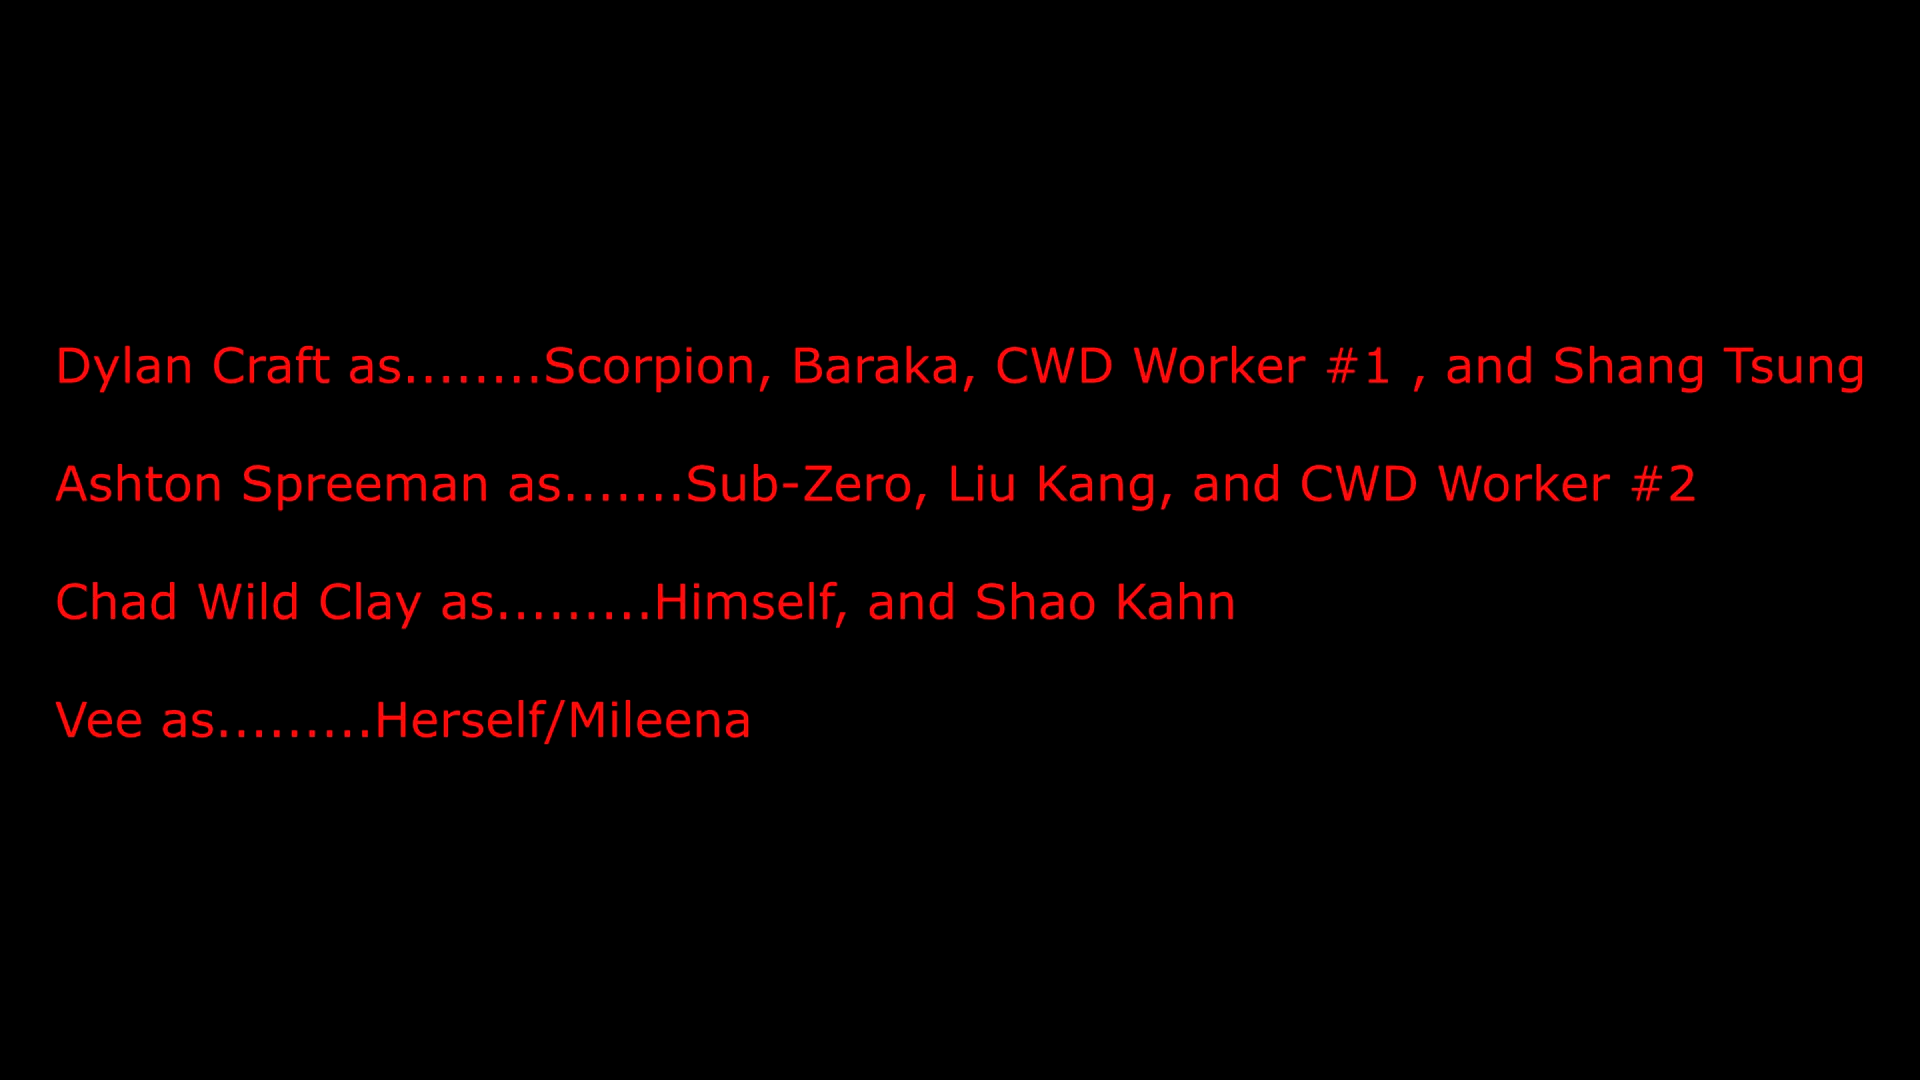 Dylan Craft as........Scorpion, Baraka, CWD Worker #1 , and Shang Tsung
Ashton Spreeman as.......Sub-Zero, Liu Kang, and CWD Worker #2
Chad Wild Clay as.........Himself, and Shao Kahn
Vee as.........Herself/Mileena